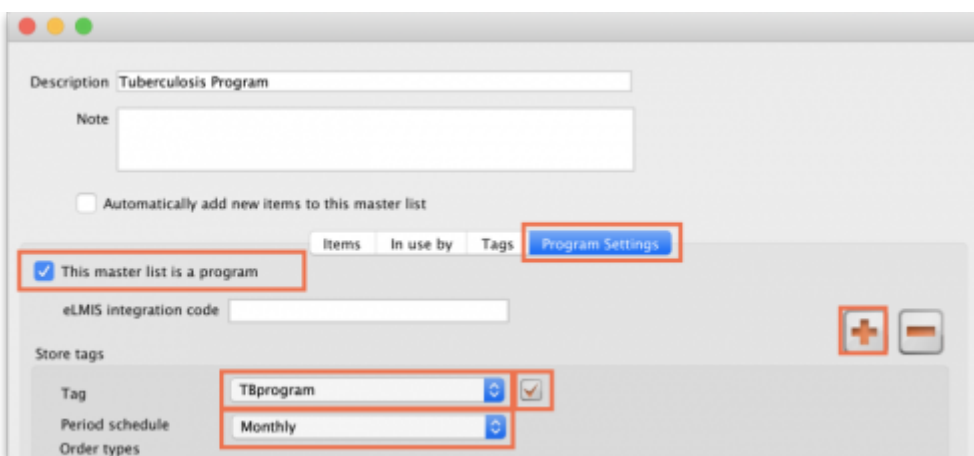 Description Tuberculosis Program
Note
Automatically add new items to this master list
Items In use by Tags Program Settings
This master list is a program
eLMIS integration code
Store tags
Tag TBprogram
Period schedule Monthly
Order types